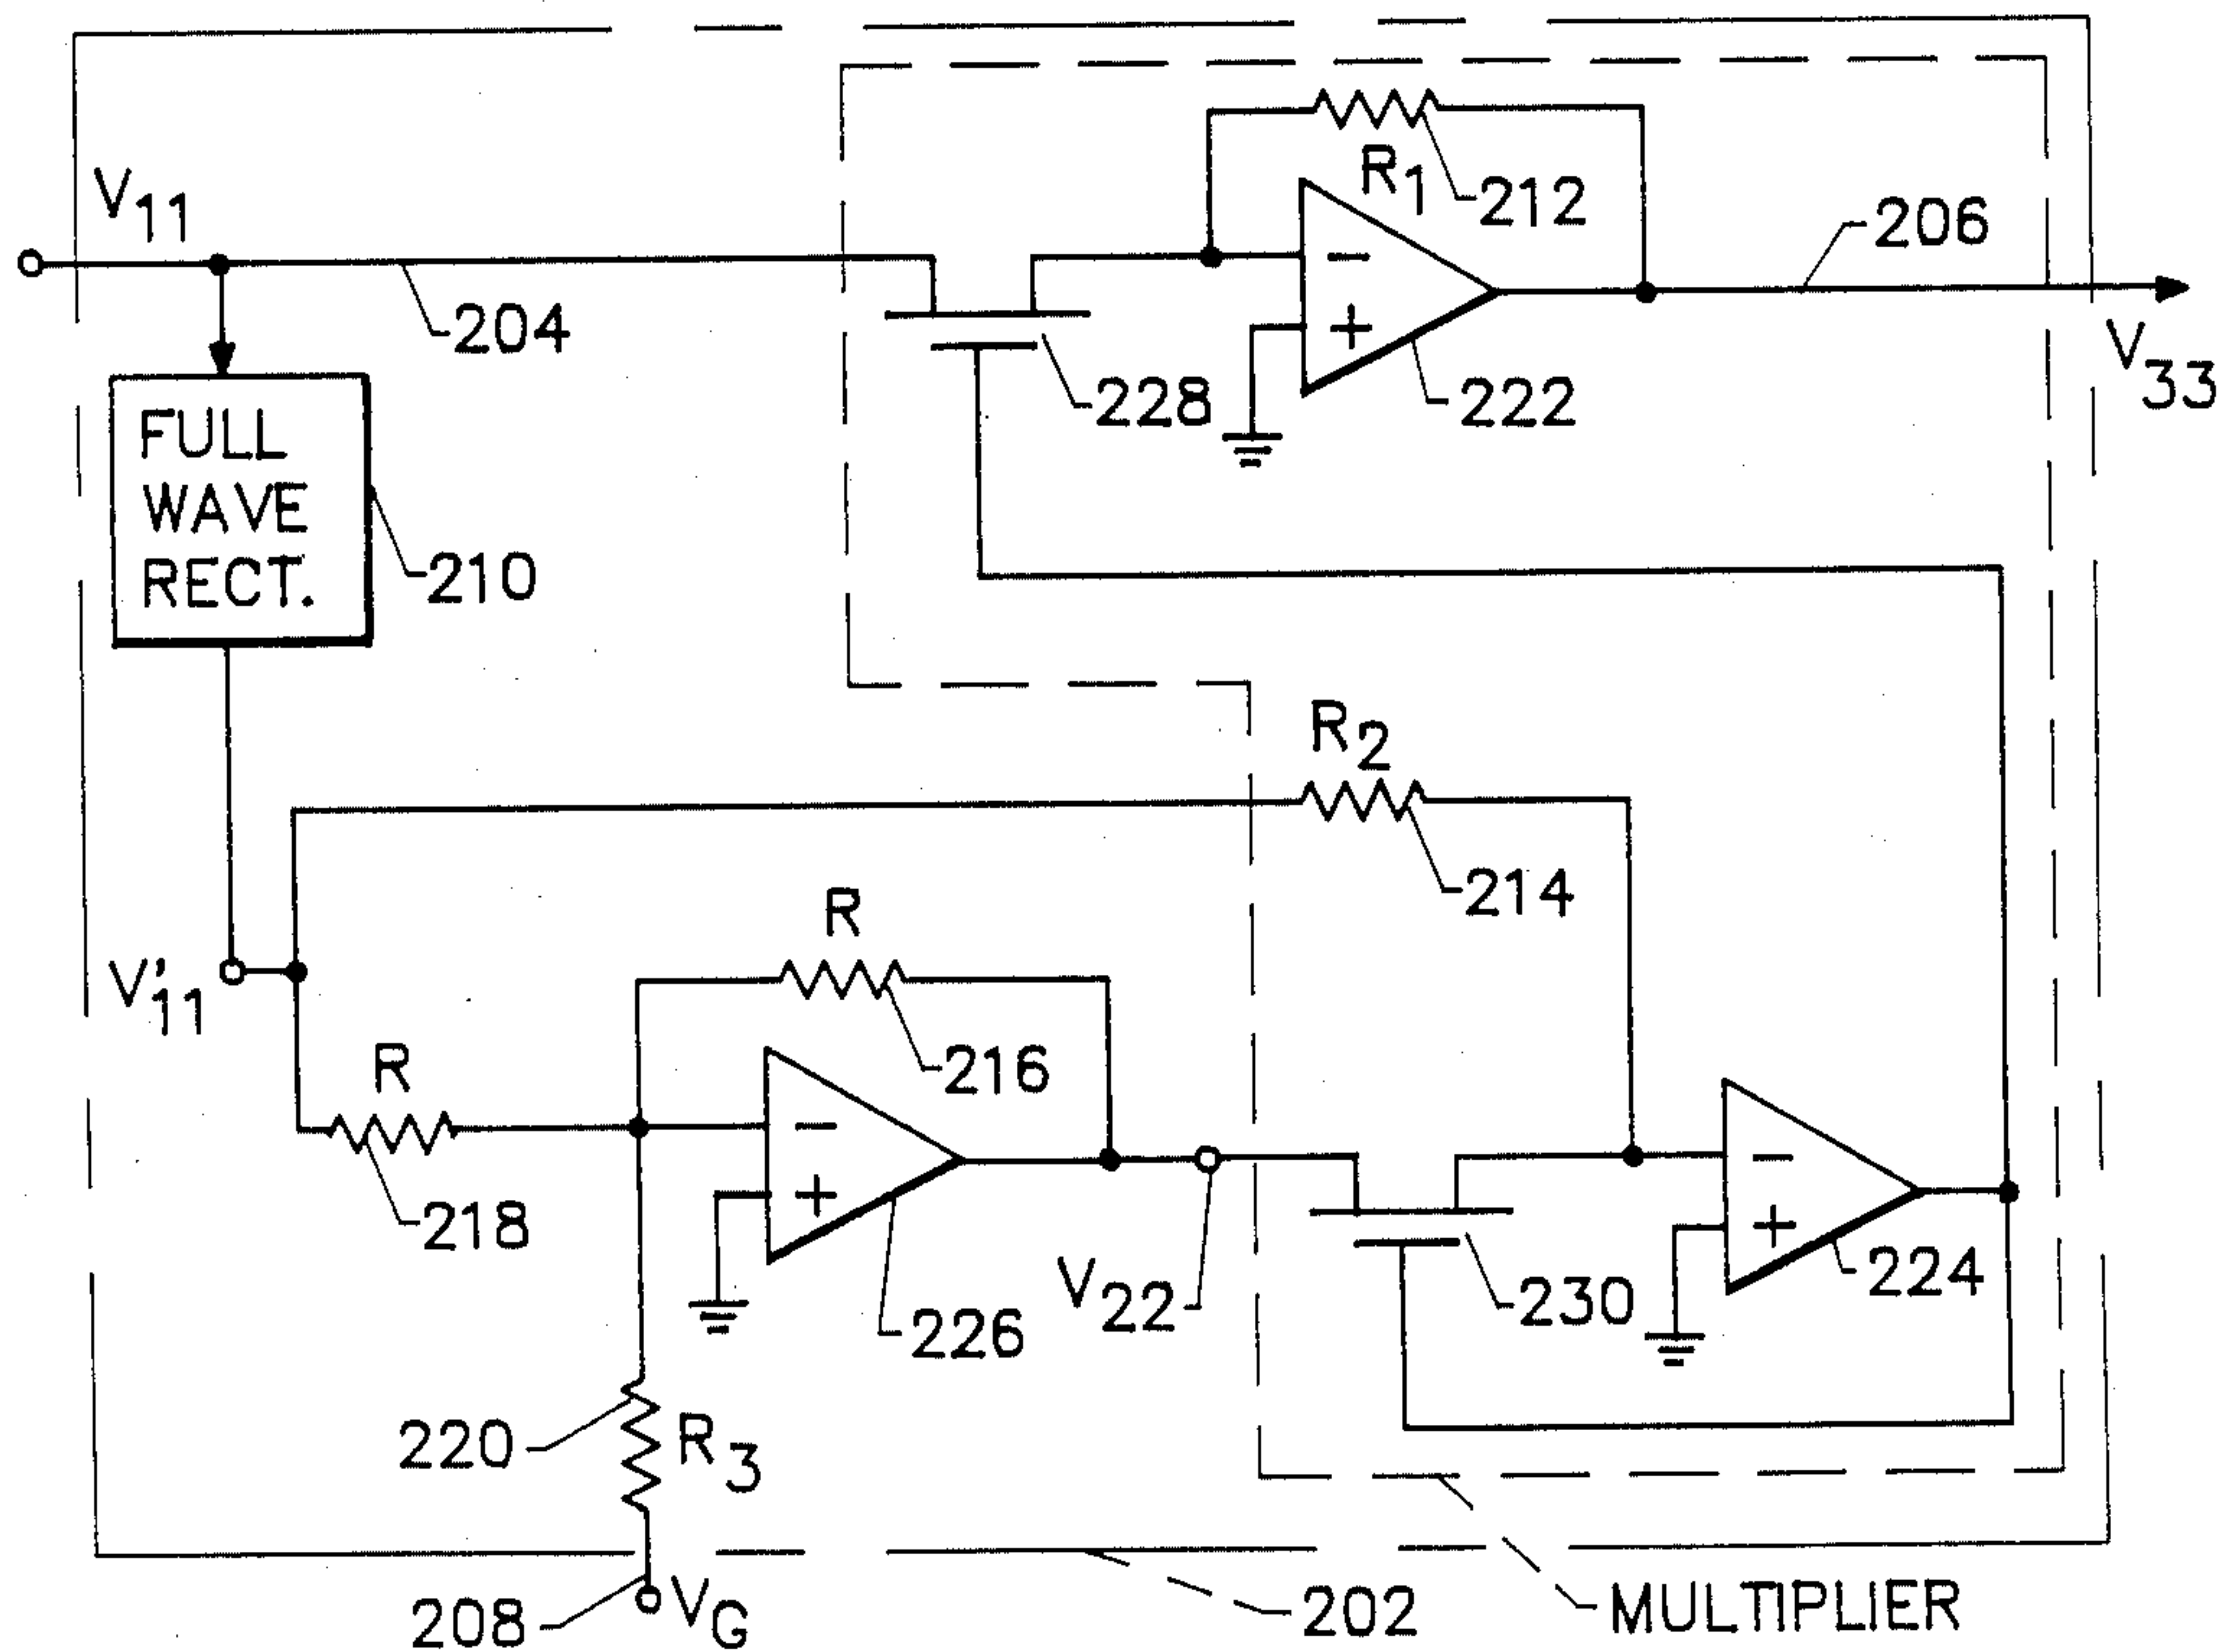 V11
R1
212
206
204
228
222
V33
FULL
WAVE
RECT.
210
R2
214
R
V'11
216
R
218
V22
230
224
226
220
R3
208
VG
202
MULTIPLIER